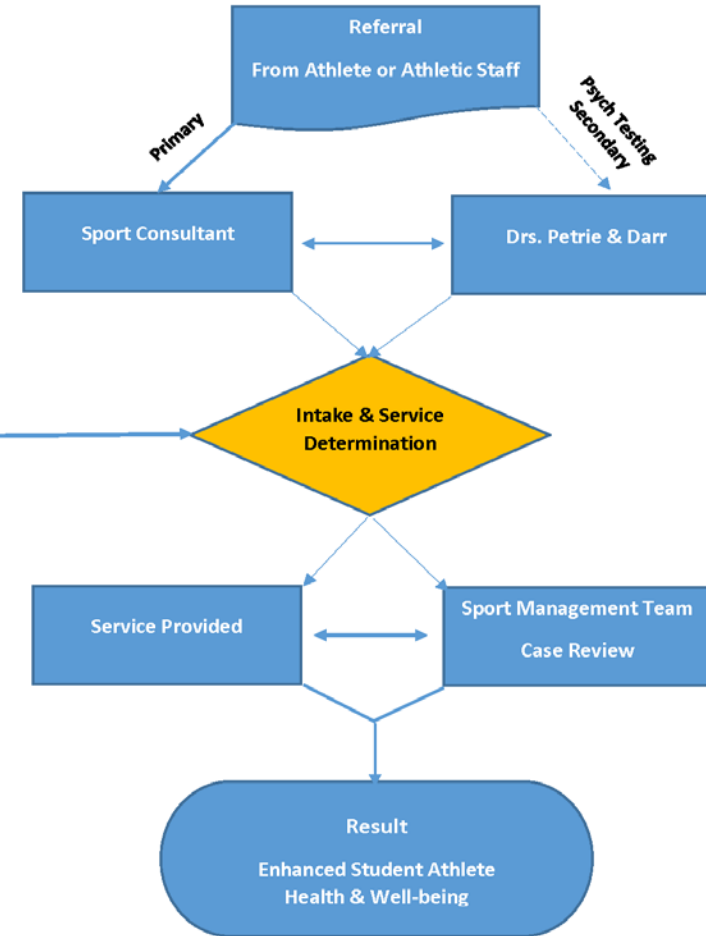 Referral
From Athlete or Athletic Staff
Primary
Psych Testing
Secondary
Sport Consultant
Drs. Petrie & Darr
Intake & Service
Determination
Service Provided
Sport Management Team
Case Review
Result
Enhanced Student Athlete
Health & Well-being